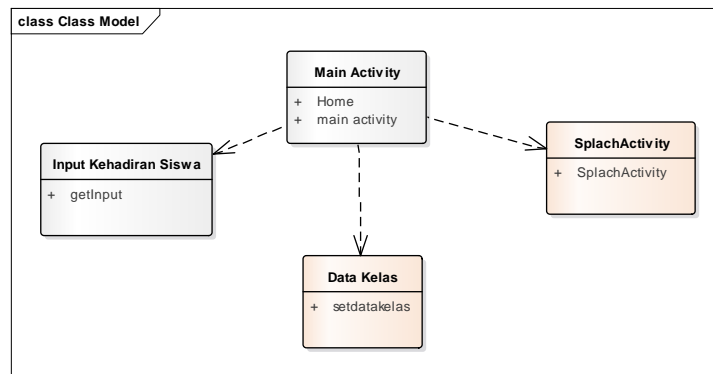 class Class Model
Main Activity
+ Home
+ main activity
Input Kehadiran Siswa
+ getInput
SplachActivity
+ SplachActivity
Data Kelas
+ setdatakelas